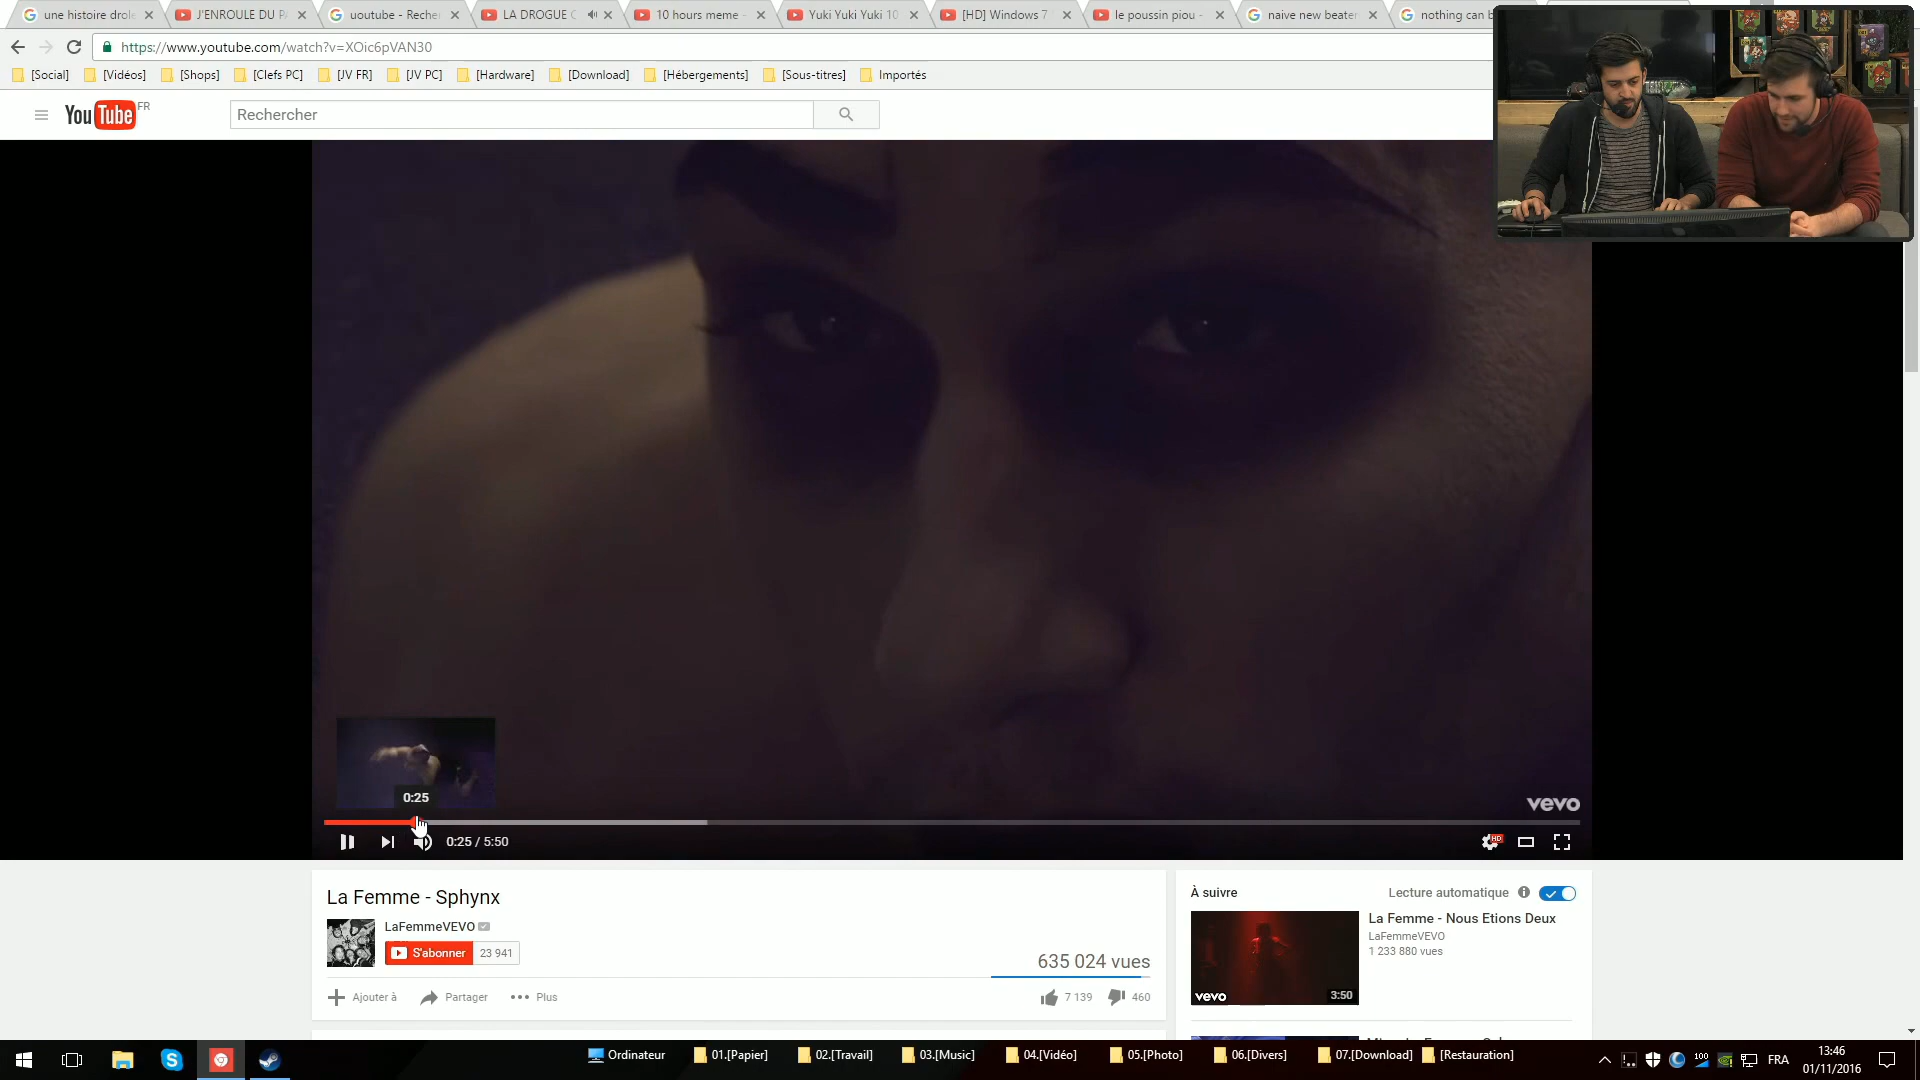 une histoire drole
J'ENROULE DU PA
uoutube - Recher
LA DROGUE C
10 hours meme -
Yuki Yuki Yuki 10
[HD] Windows 7
le poussin piou -
naive new beater
nothing can b
https://www.youtube.com/watch?v=XOic6pVAN30
[Social]
[Vidéos]
[Shops]
[Clefs PC]
[JV FR]
[JV PC]
[Hardware]
[Download]
[Hébergements]
[Sous-titres]
Importés
YouTube FR
Rechercher
0:25
vevo
0:25 / 5:50
HD
La Femme - Sphynx
LaFemmeVEVO
S'abonner 23 941
635 024 vues
Ajouter à
Partager
Plus
7 139
460
À suivre
Lecture automatique
La Femme - Nous Etions Deux
LaFemmeVEVO
1 233 880 vues
vevo
3:50
Ordinateur
01.[Papier]
02.[Travail]
03.[Music]
04.[Vidéo]
05.[Photo]
06.[Divers]
07.[Download]
[Restauration]
100
FRA
13:46
01/11/2016